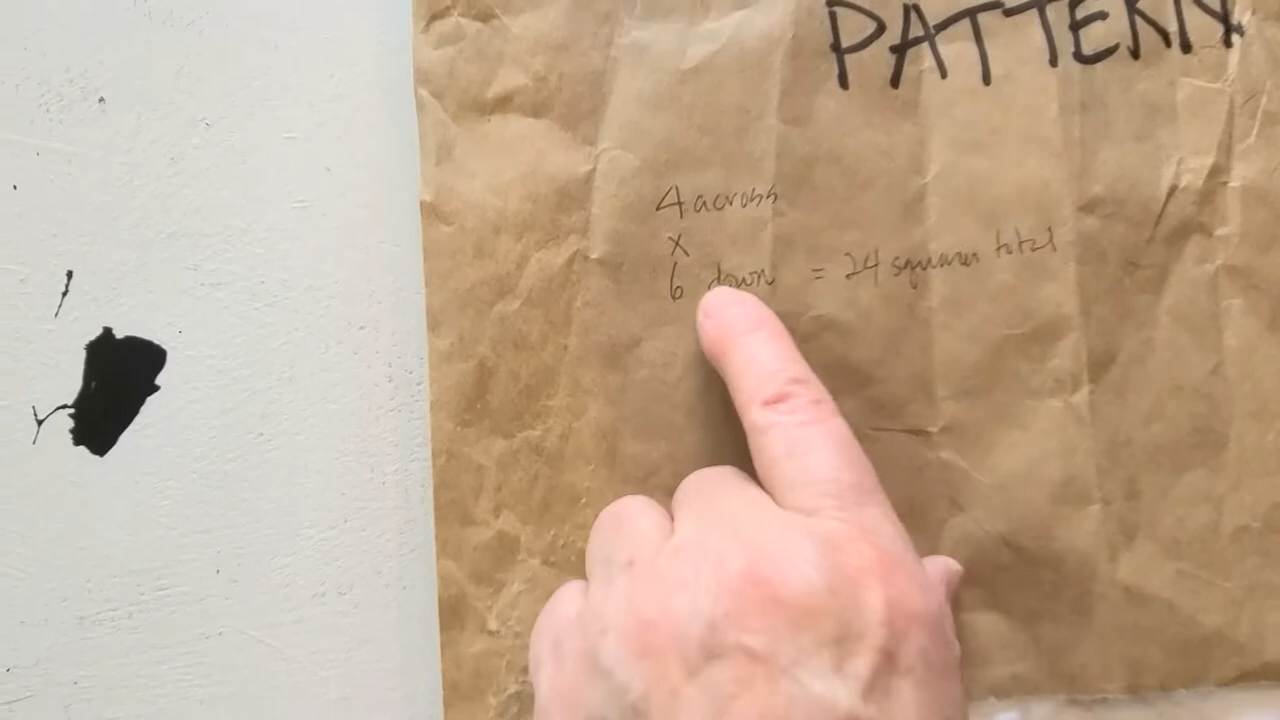 PATTERN
4 across
x
6 down = 24 squares total